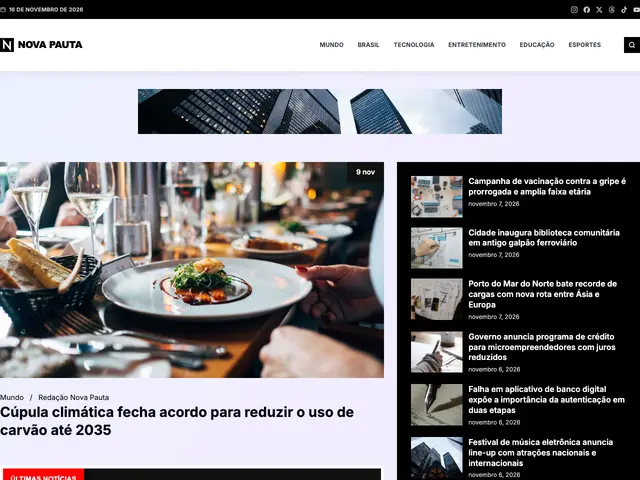 16 DE NOVEMBRO DE 2026
N NOVA PAUTA
MUNDO BRASIL TECNOLOGIA ENTRETENIMENTO EDUCAÇÃO ESPORTES
9 nov
Mundo / Redação Nova Pauta
Cúpula climática fecha acordo para reduzir o uso de
carvão até 2035
ÚLTIMAS NOTÍCIAS
Campanha de vacinação contra a gripe é
prorrogada e amplia faixa etária
novembro 7, 2026
Cidade inaugura biblioteca comunitária
em antigo galpão ferroviário
novembro 7, 2026
Porto do Mar do Norte bate recorde de
cargas com nova rota entre Ásia e
Europa
novembro 7, 2026
Governo anuncia programa de crédito
para microempreendedores com juros
reduzidos
novembro 6, 2026
Falha em aplicativo de banco digital
expõe a importância da autenticação em
duas etapas
novembro 6, 2026
Festival de música eletrônica anuncia
line-up com atrações nacionais e
internacionais
novembro 6, 2026